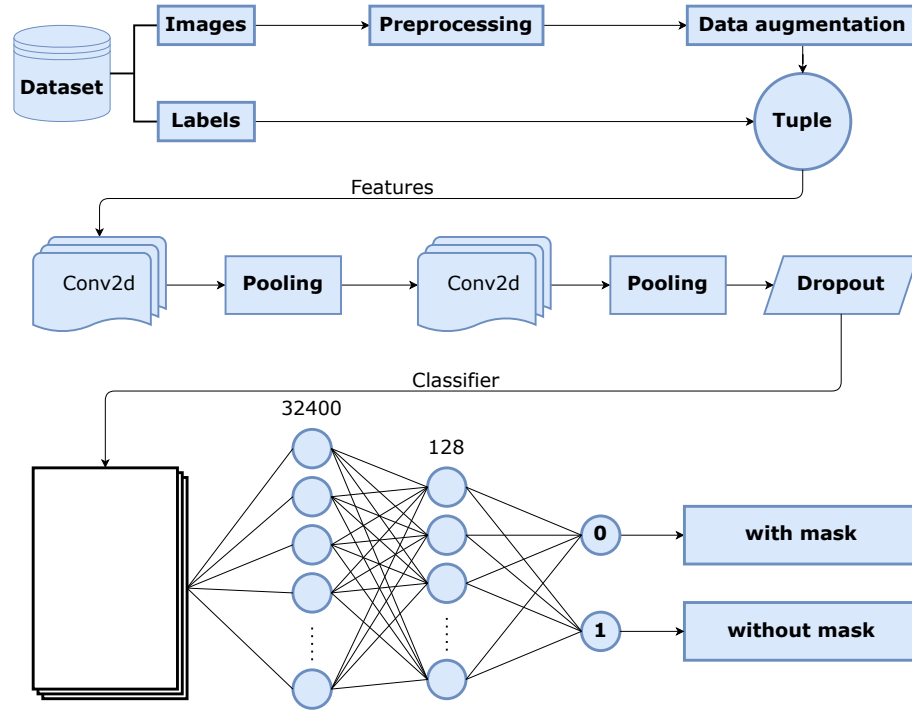 Images
Preprocessing
Data augmentation
Dataset
Labels
Tuple
Features
Conv2d
Pooling
Conv2d
Pooling
Dropout
Classifier
32400
128
0
with mask
1
without mask